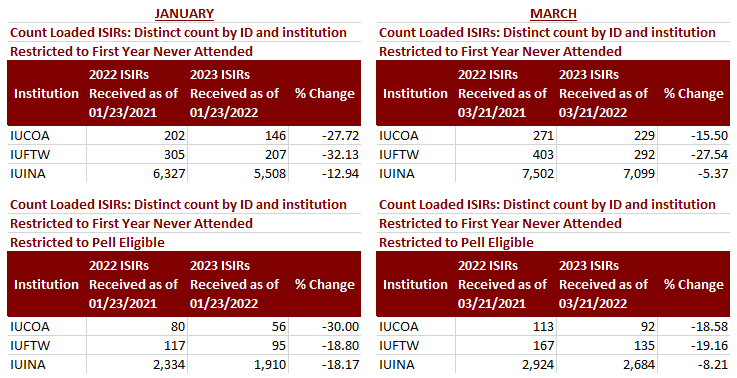 JANUARY
Count Loaded ISIRs: Distinct count by ID and institution
Restricted to First Year Never Attended
Institution 2022 ISIRs Received as of 01/23/2021 2023 ISIRs Received as of 01/23/2022 % Change
IUCOA 202 146 -27.72
IUFTW 305 207 -32.13
IUINA 6,327 5,508 -12.94
Count Loaded ISIRs: Distinct count by ID and institution
Restricted to First Year Never Attended
Restricted to Pell Eligible
Institution 2022 ISIRs Received as of 01/23/2021 2023 ISIRs Received as of 01/23/2022 % Change
IUCOA 80 56 -30.00
IUFTW 117 95 -18.80
IUINA 2,334 1,910 -18.17
MARCH
Count Loaded ISIRs: Distinct count by ID and institution
Restricted to First Year Never Attended
Institution 2022 ISIRs Received as of 03/21/2021 2023 ISIRs Received as of 03/21/2022 % Change
IUCOA 271 229 -15.50
IUFTW 403 292 -27.54
IUINA 7,502 7,099 -5.37
Count Loaded ISIRs: Distinct count by ID and institution
Restricted to First Year Never Attended
Restricted to Pell Eligible
Institution 2022 ISIRs Received as of 03/21/2021 2023 ISIRs Received as of 03/21/2022 % Change
IUCOA 113 92 -18.58
IUFTW 167 135 -19.16
IUINA 2,924 2,684 -8.21